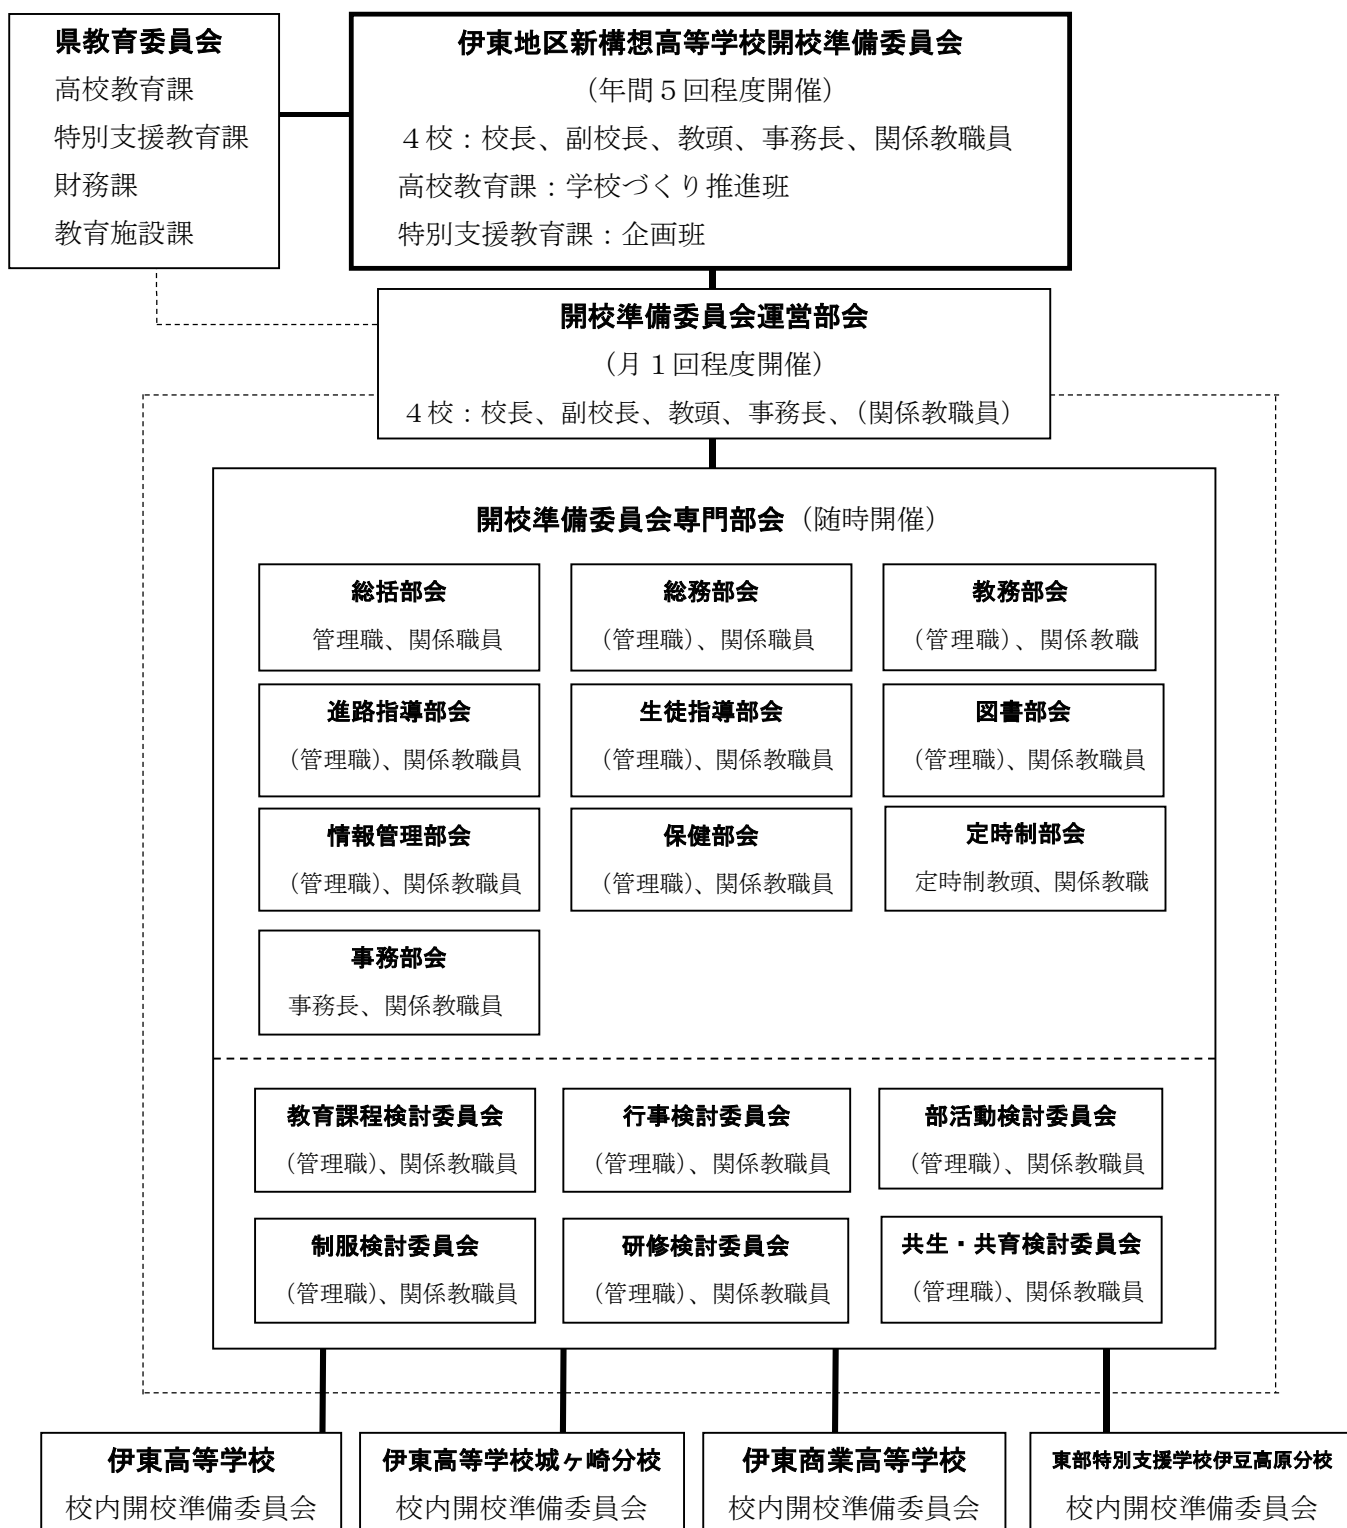 県教育委員会
高校教育課
特別支援教育課
財務課
教育施設課
伊東地区新構想高等学校開校準備委員会
（年間５回程度開催）
４校：校長、副校長、教頭、事務長、関係教職員
高校教育課：学校づくり推進班
特別支援教育課：企画班
開校準備委員会運営部会
（月１回程度開催）
４校：校長、副校長、教頭、事務長、（関係教職員）
開校準備委員会専門部会（随時開催）
総括部会
管理職、関係職員
総務部会
（管理職）、関係職員
教務部会
（管理職）、関係教職
進路指導部会
（管理職）、関係教職員
生徒指導部会
（管理職）、関係教職員
図書部会
（管理職）、関係教職員
情報管理部会
（管理職）、関係教職員
保健部会
（管理職）、関係教職員
定時制部会
定時制教頭、関係教職
事務部会
事務長、関係教職員
教育課程検討委員会
（管理職）、関係教職員
行事検討委員会
（管理職）、関係教職員
部活動検討委員会
（管理職）、関係教職員
制服検討委員会
（管理職）、関係教職員
研修検討委員会
（管理職）、関係教職員
共生・共育検討委員会
（管理職）、関係教職員
伊東高等学校
校内開校準備委員会
伊東高等学校城ヶ崎分校
校内開校準備委員会
伊東商業高等学校
校内開校準備委員会
東部特別支援学校伊豆高原分校
校内開校準備委員会